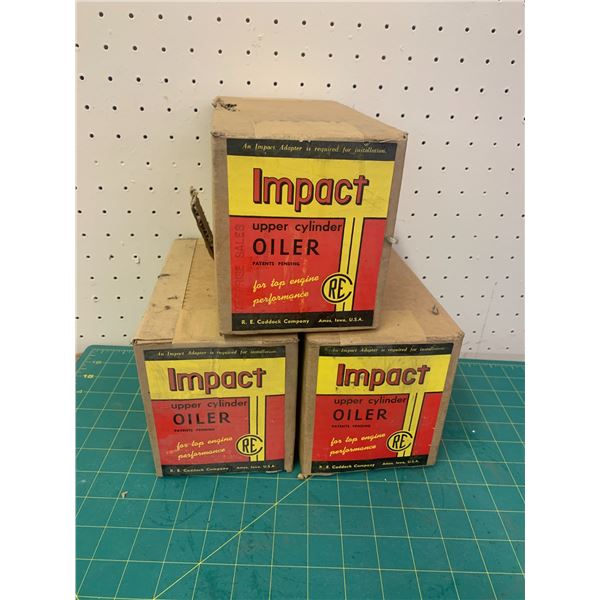 An Impact Adapter is required for installation.
Impact
upper cylinder
OILER
PATENTS PENDING
for top engine
performance
RE
R. E. Caddock Company Ames, Iowa, U.S.A.
SALES
An Impact Adapter is required for installation.
Impact
upper cylinder
OILER
PATENTS PENDING
for top engine
performance
RE
R. E. Caddock Company Ames, Iowa, U.S.A.
An Impact Adapter is required for installation.
Impact
upper cylinder
OILER
PATENTS PENDING
for top engine
performance
RE
R. E. Caddock Company Ames, Iowa, U.S.A.